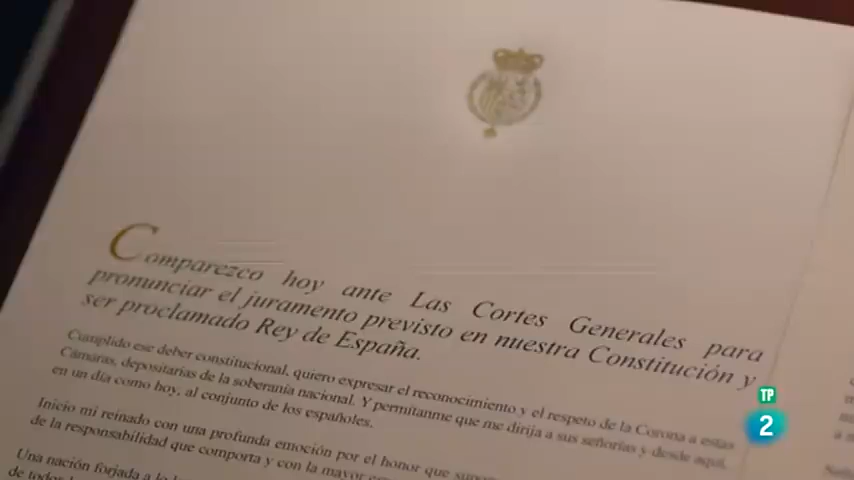 Comparezco hoy ante Las Cortes Generales para
pronunciar el juramento previsto en nuestra Constitución y
ser proclamado Rey de España.
Cumplido ese deber constitucional, quiero expresar el reconocimiento y el respeto de la Corona a estas
Cámaras, depositarias de la soberanía nacional. Y permítanme que me dirija a sus señorías y desde aquí,
en un día como hoy, al conjunto de los españoles.
Inicio mi reinado con una profunda emoción por el honor que
de la responsabilidad que comporta y con la mayor
Una nación forjada a lo
de todos
TP
2